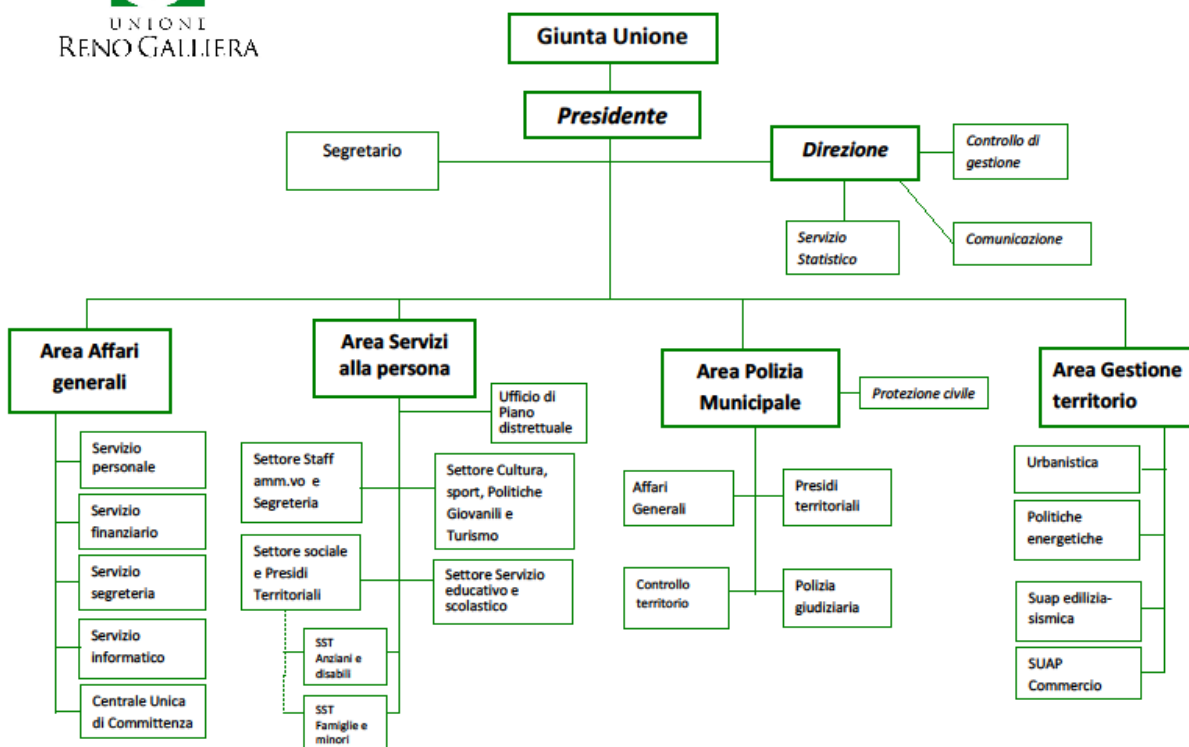 UNIONE
RENO GALLIERA
Giunta Unione
Presidente
Segretario
Direzione
Controllo di
gestione
Servizio
Statistico
Comunicazione
Area Affari
generali
Area Servizi
alla persona
Area Polizia
Municipale
Protezione civile
Area Gestione
territorio
Servizio
personale
Servizio
finanziario
Servizio
segreteria
Servizio
informatico
Centrale Unica
di Committenza
Ufficio di
Piano
distrettuale
Settore Staff
amm.vo e
Segreteria
Settore Cultura,
sport, Politiche
Giovanili e
Turismo
Settore sociale
e Presidi
Territoriali
Settore Servizio
educativo e
scolastico
SST
Anziani e
disabili
SST
Famiglie e
minori
Affari
Generali
Presidi
territoriali
Controllo
territorio
Polizia
giudiziaria
Urbanistica
Politiche
energetiche
Suap edilizia-
sismica
SUAP
Commercio